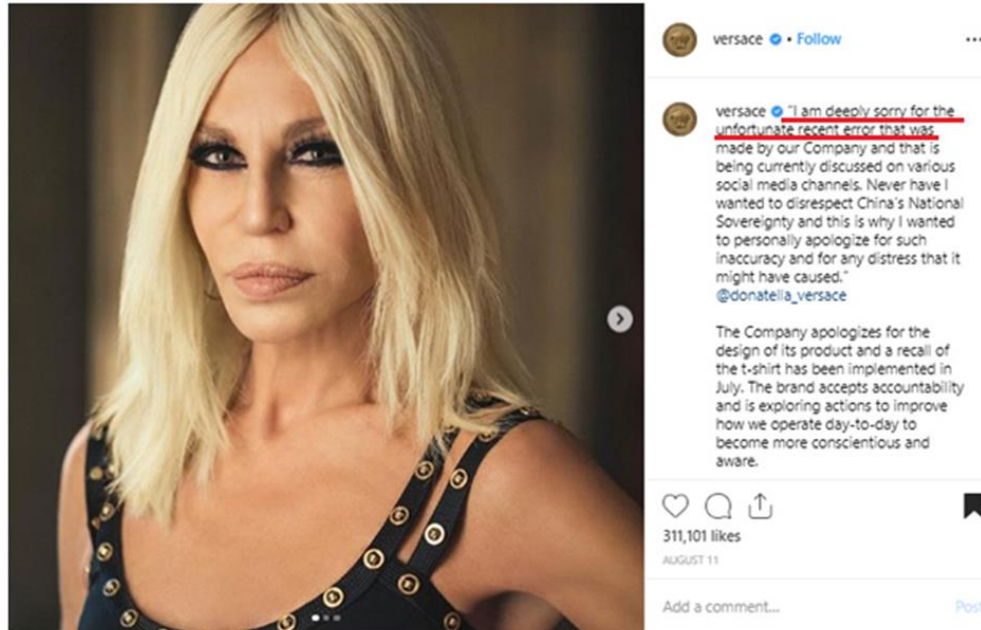 versace • Follow
versace "I am deeply sorry for the
unfortunate recent error that was
made by our Company and that is
being currently discussed on various
social media channels. Never have I
wanted to disrespect China's National
Sovereignty and this is why I wanted
to personally apologize for such
inaccuracy and for any distress that it
might have caused."
@donatella_versace
The Company apologizes for the
design of its product and a recall of
the t-shirt has been implemented in
July. The brand accepts accountability
and is exploring actions to improve
how we operate day-to-day to
become more conscientious and
aware.
311,101 likes
AUGUST 11
Add a comment... Post